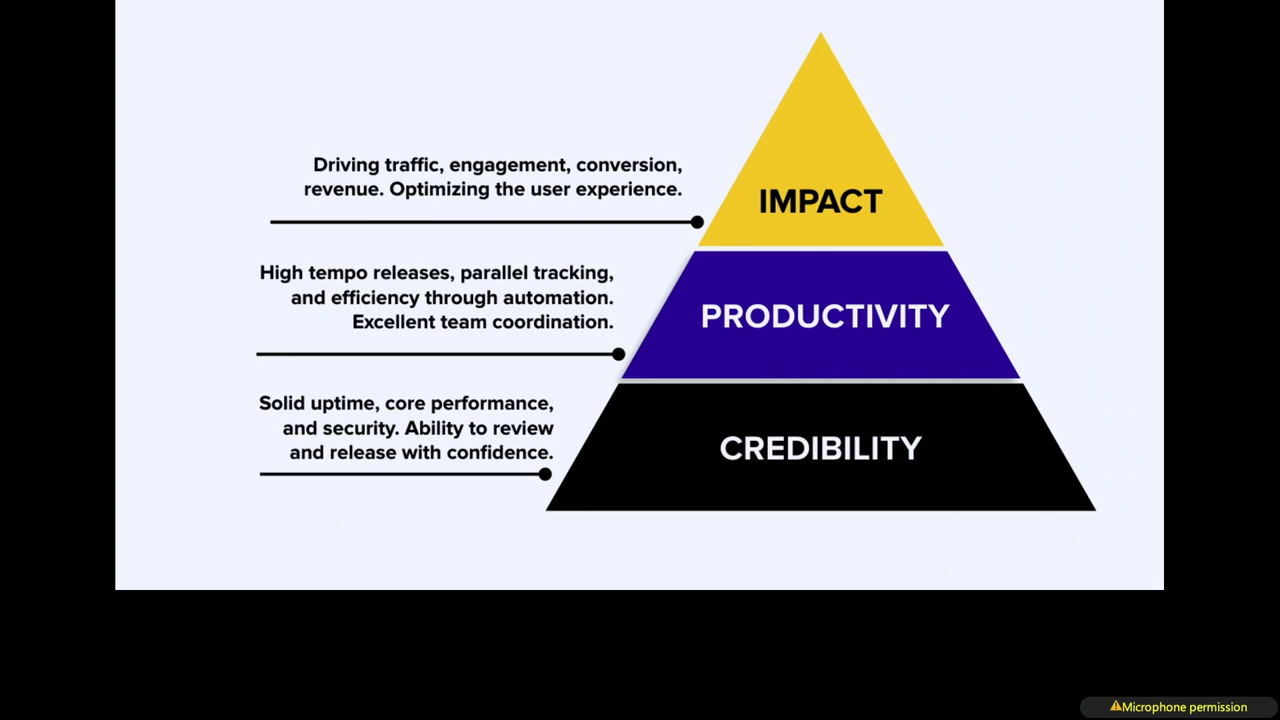 Driving traffic, engagement, conversion,
revenue. Optimizing the user experience.
IMPACT
High tempo releases, parallel tracking,
and efficiency through automation.
Excellent team coordination.
PRODUCTIVITY
Solid uptime, core performance,
and security. Ability to review
and release with confidence.
CREDIBILITY
Microphone permission